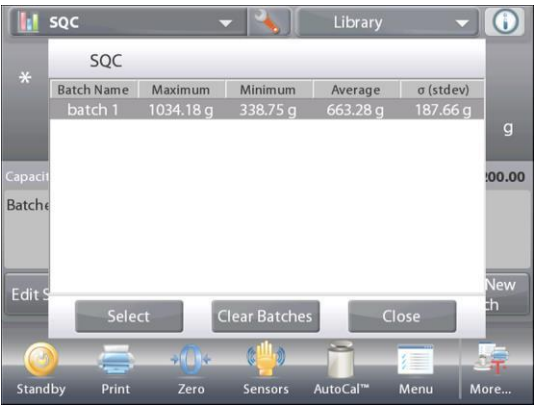 SQC
Library
SQC
*
Batch Name Maximum Minimum Average σ (stdev)
batch 1 1034.18 g 338.75 g 663.28 g 187.66 g
g
Capacit
200.00
Batche
Edit S
New
ch
Select Clear Batches Close
Standby Print Zero Sensors AutoCal™ Menu More...